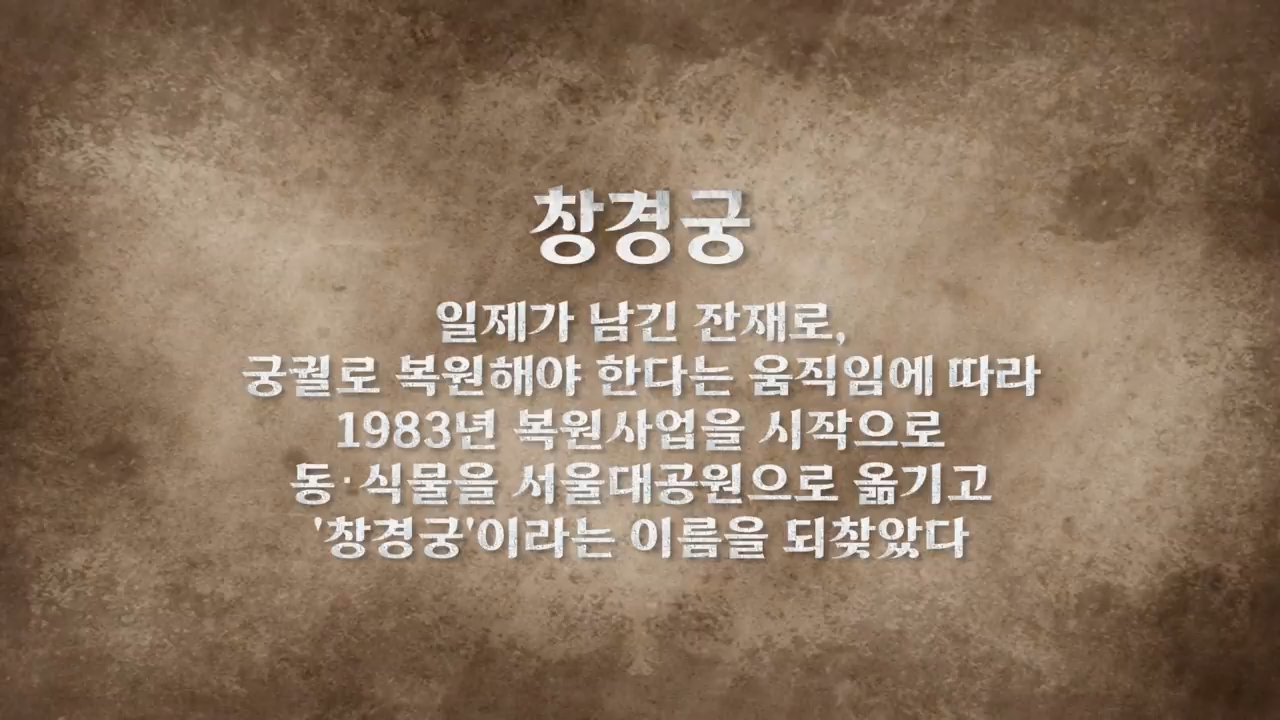 창경궁
일제가 남긴 잔재로,
궁궐로 복원해야 한다는 움직임에 따라
1983년 복원사업을 시작으로
동·식물을 서울대공원으로 옮기고
'창경궁'이라는 이름을 되찾았다